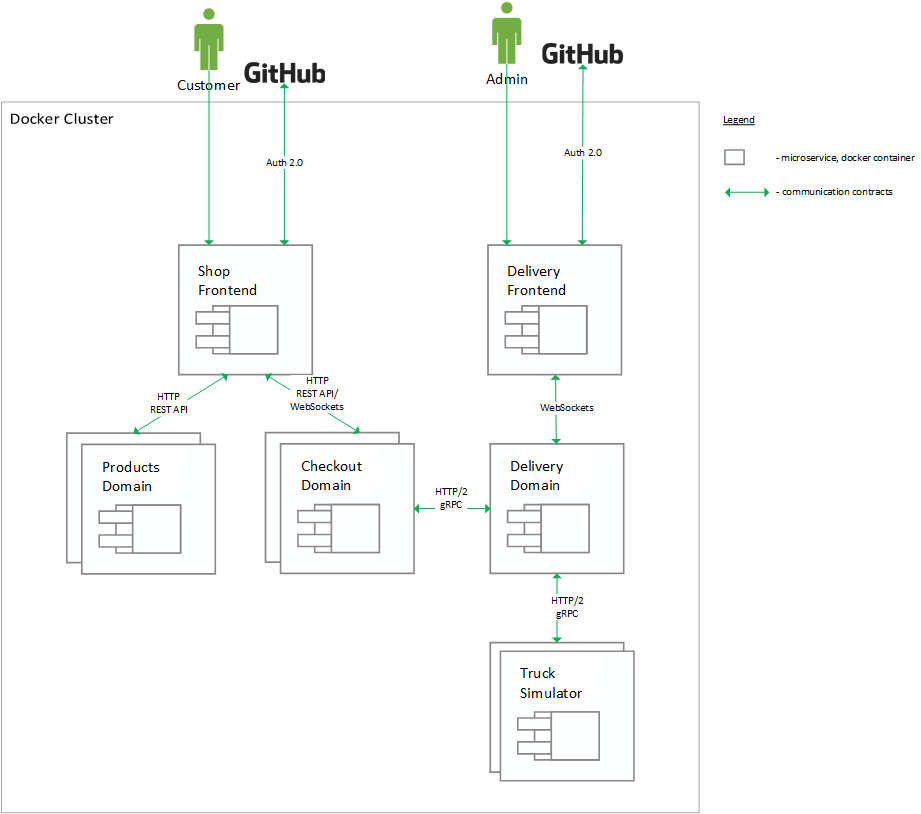 GitHub
Customer
GitHub
Admin
Docker Cluster
Legend
- microservice, docker container
- communication contracts
Auth 2.0
Auth 2.0
Shop
Frontend
Delivery
Frontend
HTTP
REST API
HTTP
REST API/
WebSockets
WebSockets
Products
Domain
Checkout
Domain
HTTP/2
gRPC
Delivery
Domain
HTTP/2
gRPC
Truck
Simulator